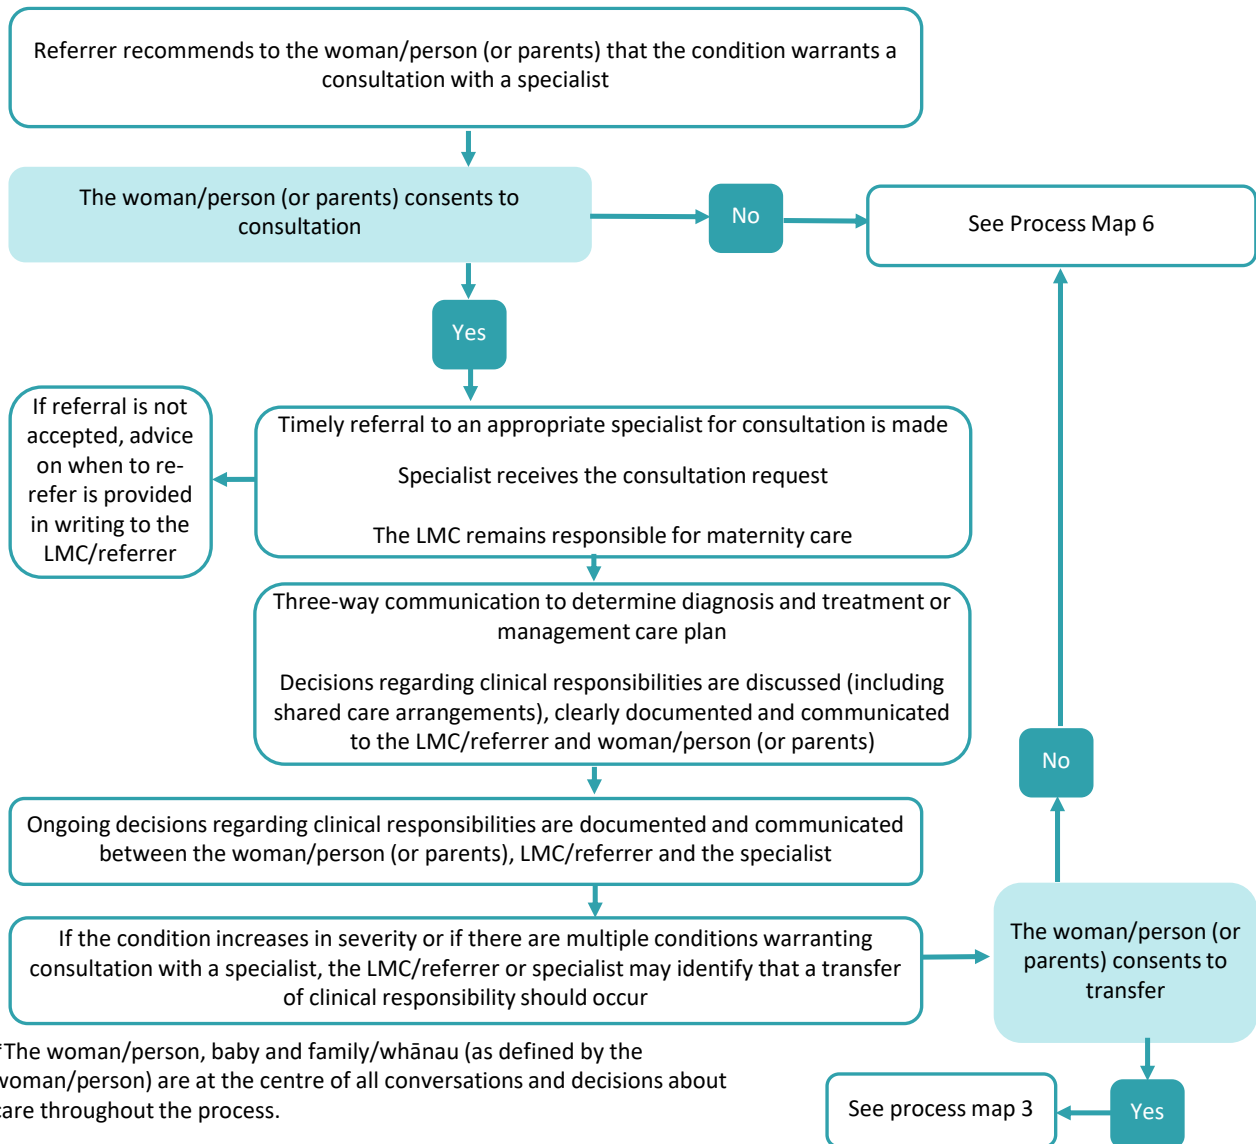 Referrer recommends to the woman/person (or parents) that the condition warrants a
consultation with a specialist
The woman/person (or parents) consents to
consultation
No
See Process Map 6
Yes
If referral is not
accepted, advice
on when to re-
refer is provided
in writing to the
LMC/referrer
Timely referral to an appropriate specialist for consultation is made
Specialist receives the consultation request
The LMC remains responsible for maternity care
Three-way communication to determine diagnosis and treatment or
management care plan
Decisions regarding clinical responsibilities are discussed (including
shared care arrangements), clearly documented and communicated
to the LMC/referrer and woman/person (or parents)
Ongoing decisions regarding clinical responsibilities are documented and communicated
between the woman/person (or parents), LMC/referrer and the specialist
If the condition increases in severity or if there are multiple conditions warranting
consultation with a specialist, the LMC/referrer or specialist may identify that a transfer
of clinical responsibility should occur
No
The woman/person (or
parents) consents to
transfer
Yes
See process map 3
*The woman/person, baby and family/whānau (as defined by the
woman/person) are at the centre of all conversations and decisions about
care throughout the process.